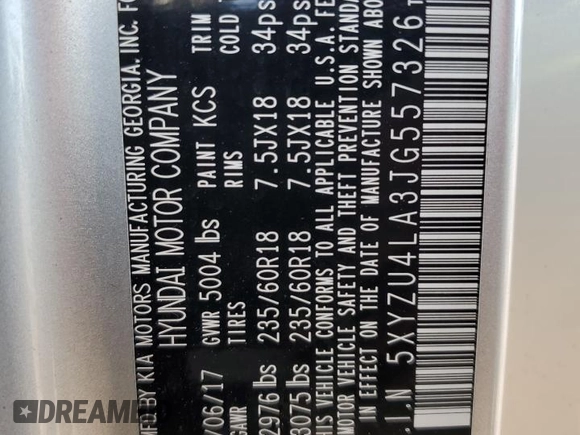 MFD BY KIA MOTORS MANUFACTURING GEORGIA, INC. FO
HYUNDAI MOTOR COMPANY
/06/17 GVWR 5004 lbs PAINT KCS TRIM
GAWR TIRES RIMS COLD
2976 lbs 235/60R18 7.5JX18 34ps
3075 lbs 235/60R18 7.5JX18 34ps
THIS VEHICLE CONFORMS TO ALL APPLICABLE U.S.A. FE
MOTOR VEHICLE SAFETY AND THEFT PREVENTION STANDAR
IN EFFECT ON THE DATE OF MANUFACTURE SHOWN ABO
.I.N 5XYZU4LA3JG557326
DREAMB